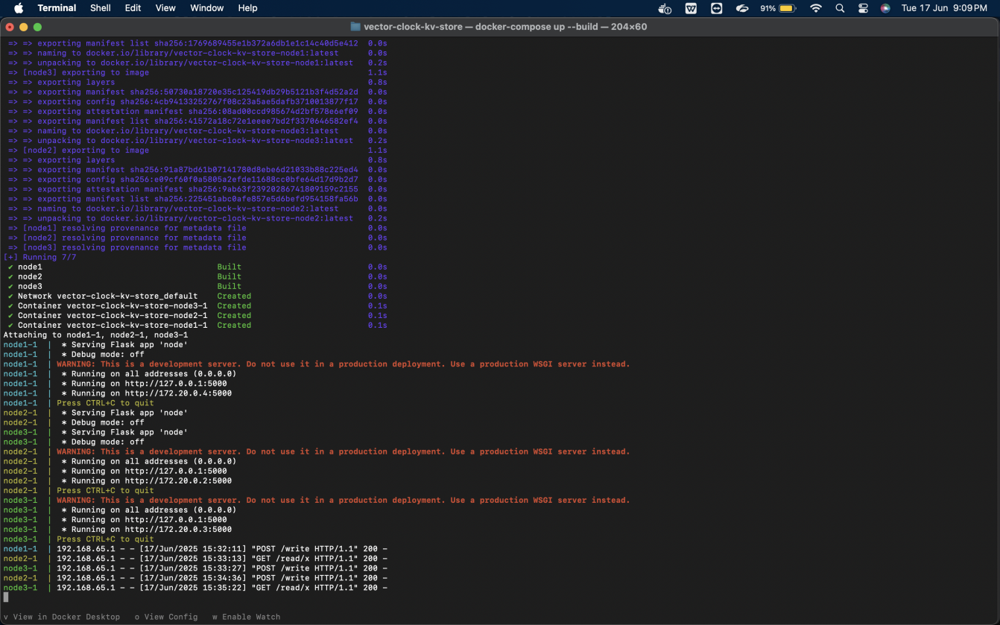 Terminal Shell Edit View Window Help 91% Tue 17 Jun 9:09 PM
vector-clock-kv-store — docker-compose up --build — 204×60
=> => exporting manifest list sha256:1769689455e1b372a6db1e1c14c40d5e412 0.0s
=> => naming to docker.io/library/vector-clock-kv-store-node1:latest 0.0s
=> => unpacking to docker.io/library/vector-clock-kv-store-node1:latest 0.2s
=> [node3] exporting to image 1.1s
=> => exporting layers 0.8s
=> => exporting manifest sha256:50730a18720e35c125419db29b5121b3f4d52a2d 0.0s
=> => exporting config sha256:4cb94133252767f08c23a5ae5dafb3710013877f17 0.0s
=> => exporting attestation manifest sha256:08ad00ccd985674d2bf578e6ef09 0.0s
=> => exporting manifest list sha256:41572a18c72e1eeee7bd2f3370646582ef4 0.0s
=> => naming to docker.io/library/vector-clock-kv-store-node3:latest 0.0s
=> => unpacking to docker.io/library/vector-clock-kv-store-node3:latest 0.2s
=> [node2] exporting to image 1.1s
=> => exporting layers 0.8s
=> => exporting manifest sha256:91a87bd61b07141780d8ebe6d21033b88c225ed4 0.0s
=> => exporting config sha256:e09cf60f0a5805a2efde11688cc0bfe64d17d9b2d7 0.0s
=> => exporting attestation manifest sha256:9ab63f23920286741809159c2155 0.0s
=> => exporting manifest list sha256:225451abc0afe857e5d6befd954158fa56b 0.0s
=> => naming to docker.io/library/vector-clock-kv-store-node2:latest 0.0s
=> => unpacking to docker.io/library/vector-clock-kv-store-node2:latest 0.2s
=> [node1] resolving provenance for metadata file 0.0s
=> [node2] resolving provenance for metadata file 0.0s
=> [node3] resolving provenance for metadata file 0.0s
[+] Running 7/7
✔ node1 Built 0.0s
✔ node2 Built 0.0s
✔ node3 Built 0.0s
✔ Network vector-clock-kv-store_default Created 0.0s
✔ Container vector-clock-kv-store-node3-1 Created 0.1s
✔ Container vector-clock-kv-store-node2-1 Created 0.1s
✔ Container vector-clock-kv-store-node1-1 Created 0.1s
Attaching to node1-1, node2-1, node3-1
node1-1 | * Serving Flask app 'node'
node1-1 | * Debug mode: off
node1-1 | WARNING: This is a development server. Do not use it in a production deployment. Use a production WSGI server instead.
node1-1 | * Running on all addresses (0.0.0.0)
node1-1 | * Running on http://127.0.0.1:5000
node1-1 | * Running on http://172.20.0.4:5000
node1-1 | Press CTRL+C to quit
node2-1 | * Serving Flask app 'node'
node2-1 | * Debug mode: off
node3-1 | * Serving Flask app 'node'
node3-1 | * Debug mode: off
node2-1 | WARNING: This is a development server. Do not use it in a production deployment. Use a production WSGI server instead.
node2-1 | * Running on all addresses (0.0.0.0)
node2-1 | * Running on http://127.0.0.1:5000
node2-1 | * Running on http://172.20.0.2:5000
node2-1 | Press CTRL+C to quit
node3-1 | WARNING: This is a development server. Do not use it in a production deployment. Use a production WSGI server instead.
node3-1 | * Running on all addresses (0.0.0.0)
node3-1 | * Running on http://127.0.0.1:5000
node3-1 | * Running on http://172.20.0.3:5000
node3-1 | Press CTRL+C to quit
node1-1 | 192.168.65.1 - - [17/Jun/2025 15:32:11] "POST /write HTTP/1.1" 200 -
node2-1 | 192.168.65.1 - - [17/Jun/2025 15:33:13] "GET /read/x HTTP/1.1" 200 -
node3-1 | 192.168.65.1 - - [17/Jun/2025 15:33:27] "POST /write HTTP/1.1" 200 -
node2-1 | 192.168.65.1 - - [17/Jun/2025 15:34:36] "POST /write HTTP/1.1" 200 -
node3-1 | 192.168.65.1 - - [17/Jun/2025 15:35:22] "GET /read/x HTTP/1.1" 200 -
v View in Docker Desktop o View Config w Enable Watch